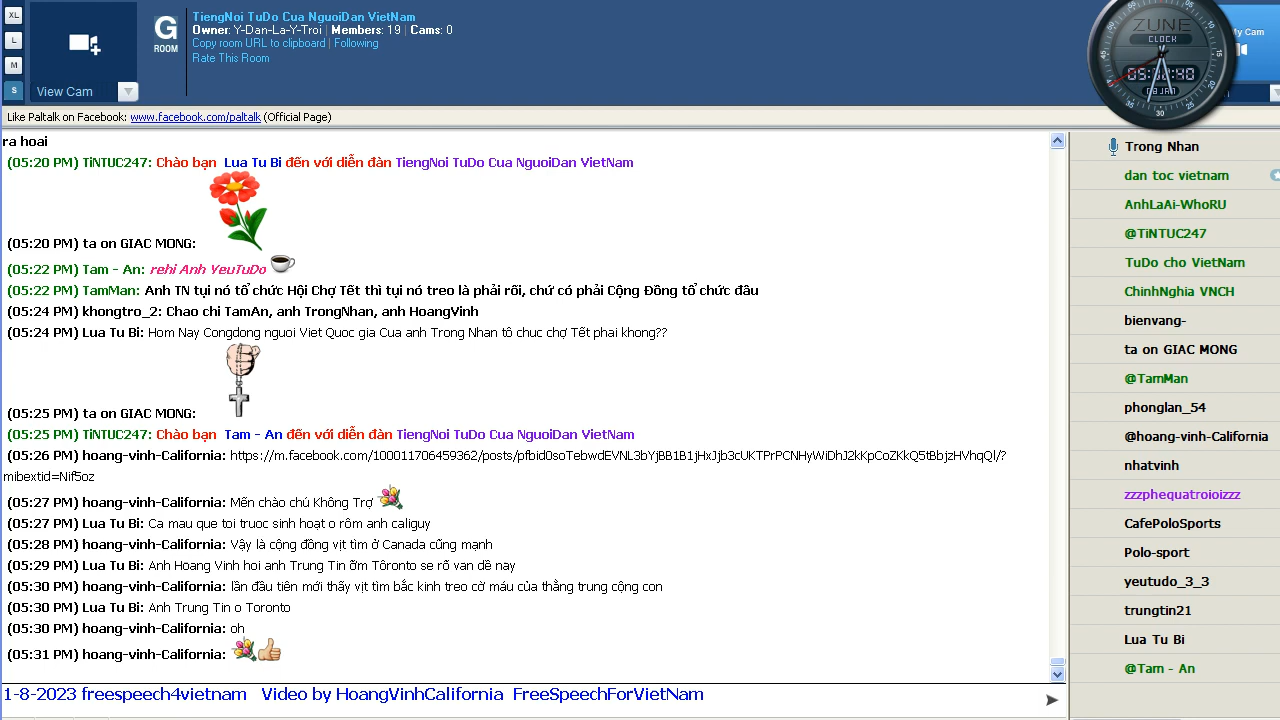 XL
L
M
S
View Cam
G
ROOM
TiengNoi TuDo Cua NguoiDan VietNam
Owner: Y-Dan-La-Y-Troi | Members: 19 | Cams: 0
Copy room URL to clipboard | Following
Rate This Room
ZUNE
CLOCK
My Cam
Like Paltalk on Facebook: www.facebook.com/paltalk (Official Page)
ra hoai
(05:20 PM) TiNTUC247: Chào bạn Lua Tu Bi đến với diễn đàn TiengNoi TuDo Cua NguoiDan VietNam
(05:20 PM) ta on GIAC MONG:
(05:22 PM) Tam - An: rehi Anh YeuTuDo
(05:22 PM) TamMan: Anh TN tụi nó tổ chức Hội Chợ Tết thì tụi nó treo là phải rồi, chứ có phải Cộng Đồng tổ chức đâu
(05:24 PM) khongtro_2: Chao chi TamAn, anh TrongNhan, anh HoangVinh
(05:24 PM) Lua Tu Bi: Hom Nay Congdong nguoi Viet Quoc gia Cua anh Trong Nhan tô chuc chợ Tết phai khong??
(05:25 PM) ta on GIAC MONG:
(05:25 PM) TiNTUC247: Chào bạn Tam - An đến với diễn đàn TiengNoi TuDo Cua NguoiDan VietNam
(05:26 PM) hoang-vinh-California: https://m.facebook.com/100011706459362/posts/pfbid0soTebwdEVNL3bYjBB1B1jHxJjb3cUKTPrPCNHyWiDhJ2kKpCoZKkQ5tBbjzHVhqQl/?
mibextid=Nif5oz
(05:27 PM) hoang-vinh-California: Mến chào chú Không Trợ
(05:27 PM) Lua Tu Bi: Ca mau que toi truoc sinh hoạt o rôm anh caliguy
(05:28 PM) hoang-vinh-California: Vậy là cộng đồng vịt tìm ở Canada cũng mạnh
(05:29 PM) Lua Tu Bi: Anh Hoang Vinh hoi anh Trung Tin Ỡm Tôronto se rõ van dề nay
(05:30 PM) hoang-vinh-California: lần đầu tiên mới thấy vịt tìm bắc kinh treo cờ máu của thằng trung cộng con
(05:30 PM) Lua Tu Bi: Anh Trung Tin o Toronto
(05:30 PM) hoang-vinh-California: oh
(05:31 PM) hoang-vinh-California:
1-8-2023 freespeech4vietnam Video by HoangVinhCalifornia FreeSpeechForVietNam
Trong Nhan
dan toc vietnam
AnhLaAi-WhoRU
@TiNTUC247
TuDo cho VietNam
ChinhNghia VNCH
bienvang-
ta on GIAC MONG
@TamMan
phonglan_54
@hoang-vinh-California
nhatvinh
zzzphequatroioizzz
CafePoloSports
Polo-sport
yeutudo_3_3
trungtin21
Lua Tu Bi
@Tam - An